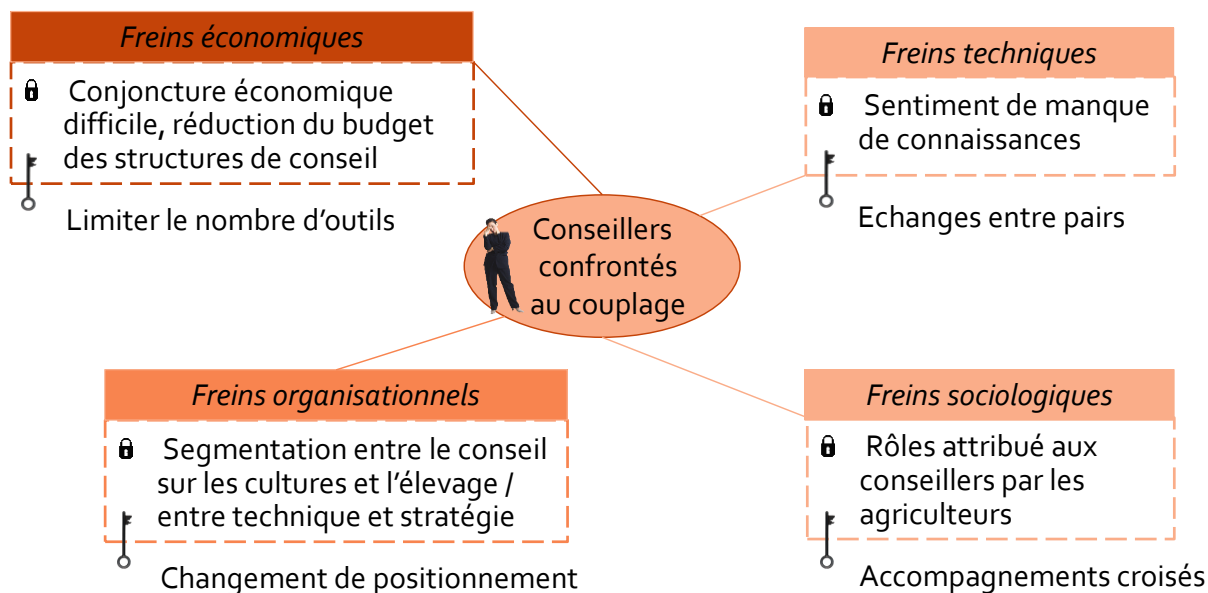 Freins économiques
Conjoncture économique
difficile, réduction du budget
des structures de conseil
Limiter le nombre d’outils
Freins techniques
Sentiment de manque
de connaissances
Echanges entre pairs
Conseillers
confrontés
au couplage
Freins organisationnels
Segmentation entre le conseil
sur les cultures et l’élevage /
entre technique et stratégie
Changement de positionnement
Freins sociologiques
Rôles attribué aux
conseillers par les
agriculteurs
Accompagnements croisés